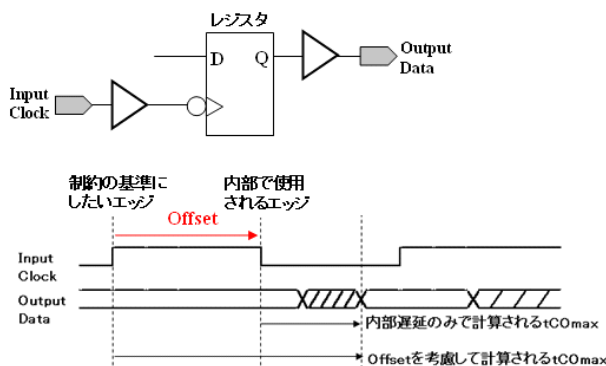 レジスタ
D
Q
Output
Data
Input
Clock
制約の基準に
したいエッジ
内部で使用
されるエッジ
Offset
Input
Clock
Output
Data
内部遅延のみで計算されるtCOmax
Offsetを考慮して計算されるtCOmax